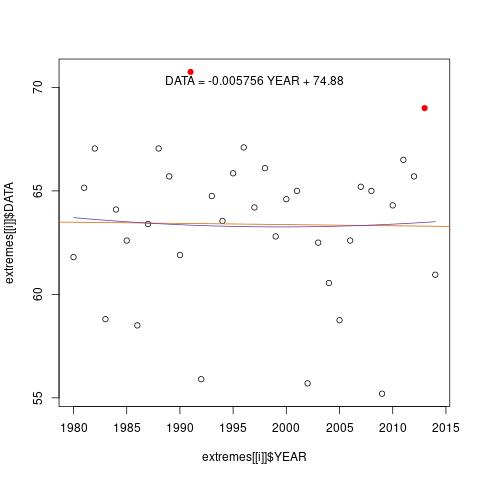 DATA = -0.005756 YEAR + 74.88
70
65
60
55
extremes[[i]]$DATA
1980 1985 1990 1995 2000 2005 2010 2015
extremes[[i]]$YEAR